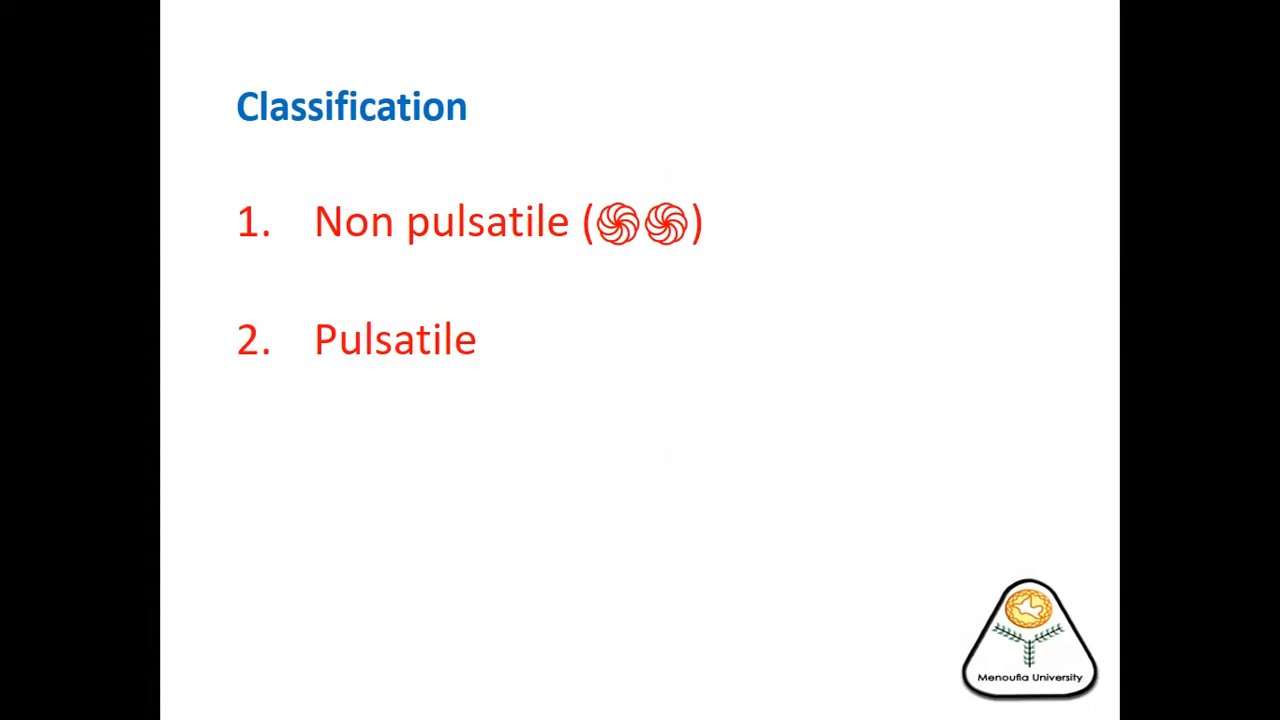 Classification
1. Non pulsatile (֍֍)
2. Pulsatile
Menoufia University